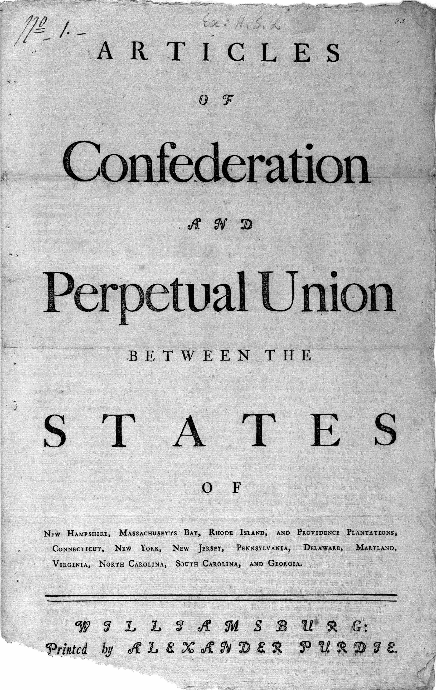 No 1.
ARTICLES
OF
Confederation
AND
Perpetual Union
BETWEEN THE
STATES
OF
New Hampshire, Massachusetts Bay, Rhode Island, and Providence Plantations,
Connecticut, New York, New Jersey, Pennsylvania, Delaware, Maryland,
Virginia, North Carolina, South Carolina, and Georgia.
WILLIAMSBURG:
Printed by ALEXANDER PURDIE.